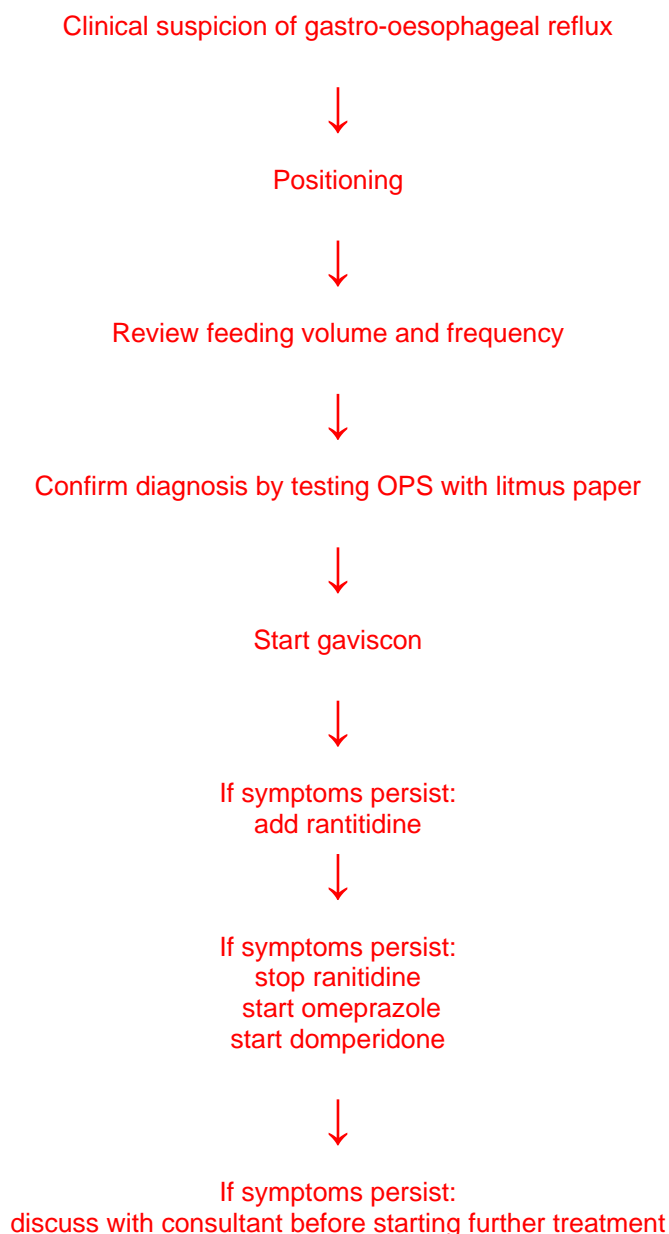 Clinical suspicion of gastro-oesophageal reflux
Positioning
Review feeding volume and frequency
Confirm diagnosis by testing OPS with litmus paper
Start gaviscon
If symptoms persist:
add rantitidine
If symptoms persist:
stop ranitidine
start omeprazole
start domperidone
If symptoms persist:
discuss with consultant before starting further treatment